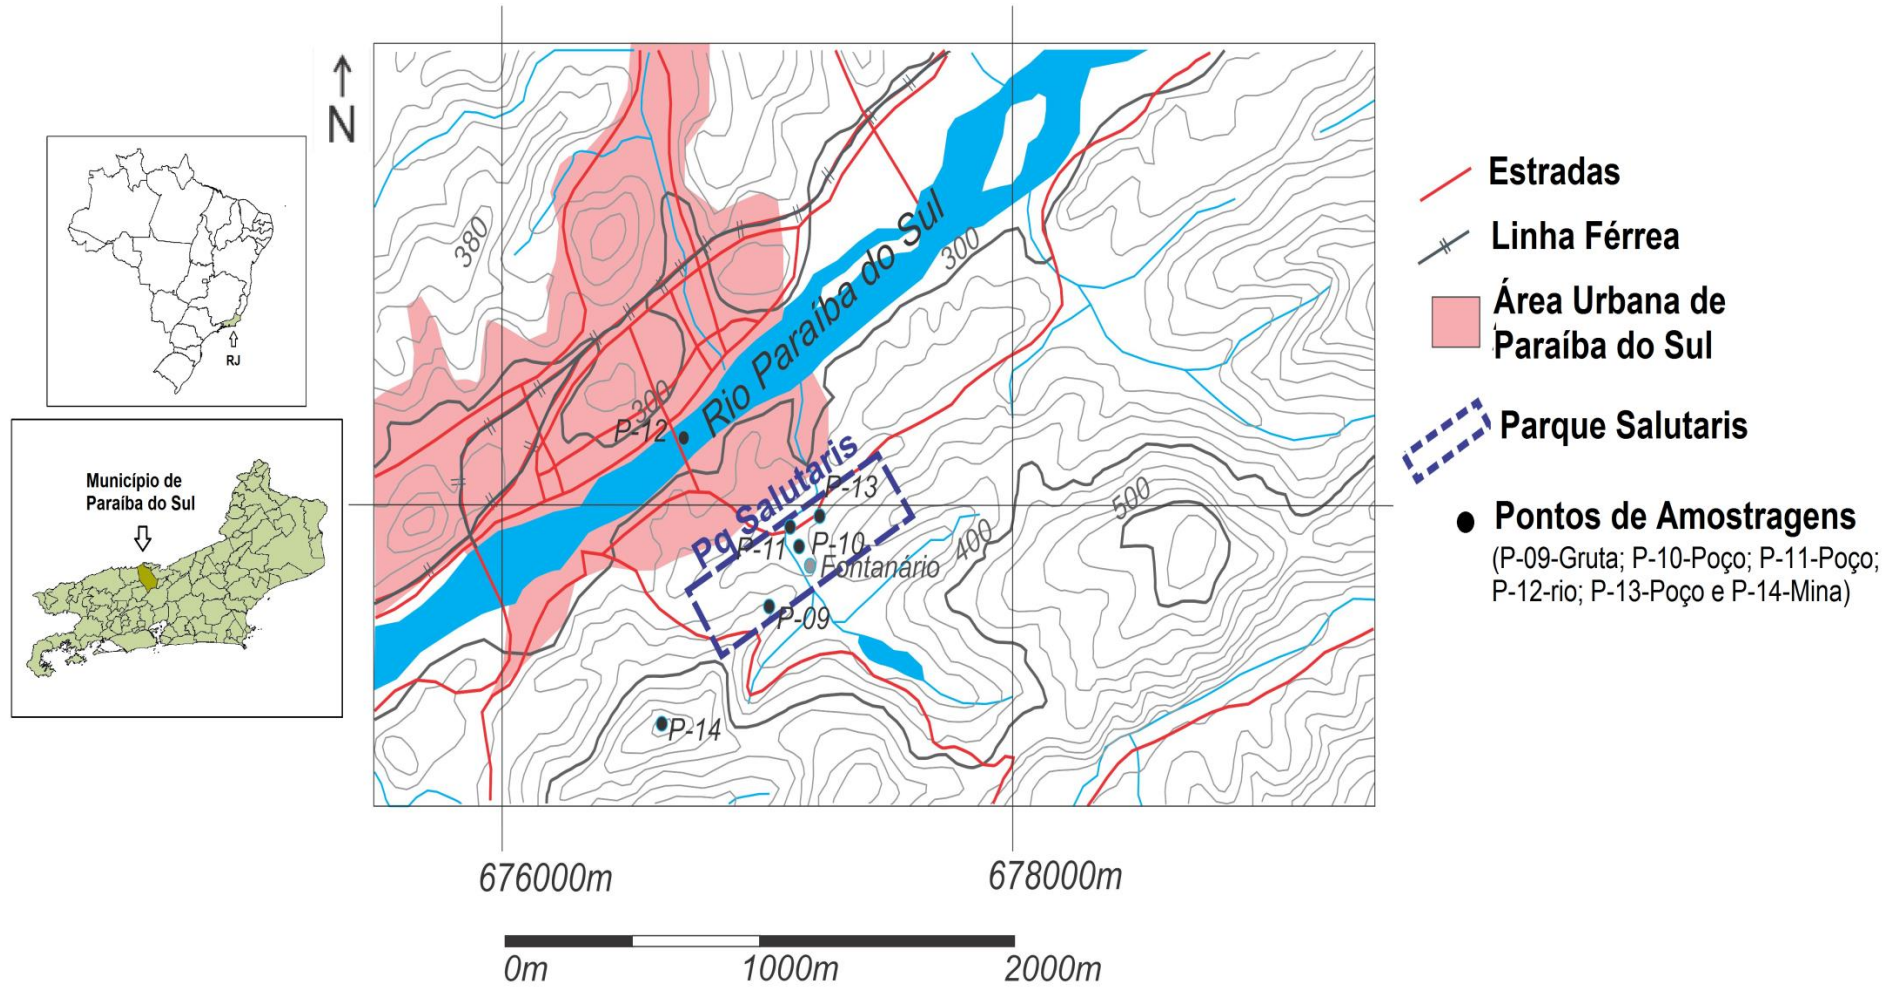 N
RJ
Município de
Paraíba do Sul
380
300
Rio Paraíba do Sul
300
P-12
Pq Salutaris
P-13
P-11
P-10
Fontanário
P-09
P-14
400
500
676000m
678000m
0m
1000m
2000m
Estradas
Linha Férrea
Área Urbana de
Paraíba do Sul
Parque Salutaris
Pontos de Amostragens
(P-09-Gruta; P-10-Poço; P-11-Poço;
P-12-rio; P-13-Poço e P-14-Mina)